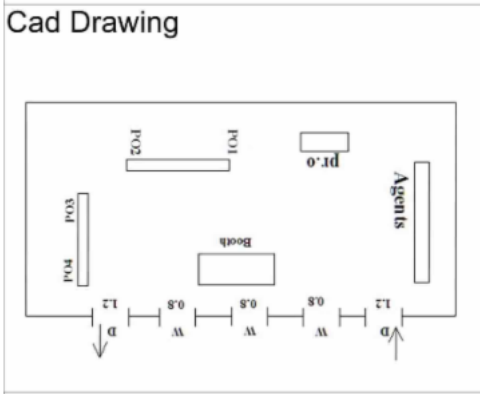 Cad Drawing
PO2
PO1
pr.o
PO3
Agents
PO4
Booth
1.2
0.8
0.8
0.8
1.2
D
W
W
W
D